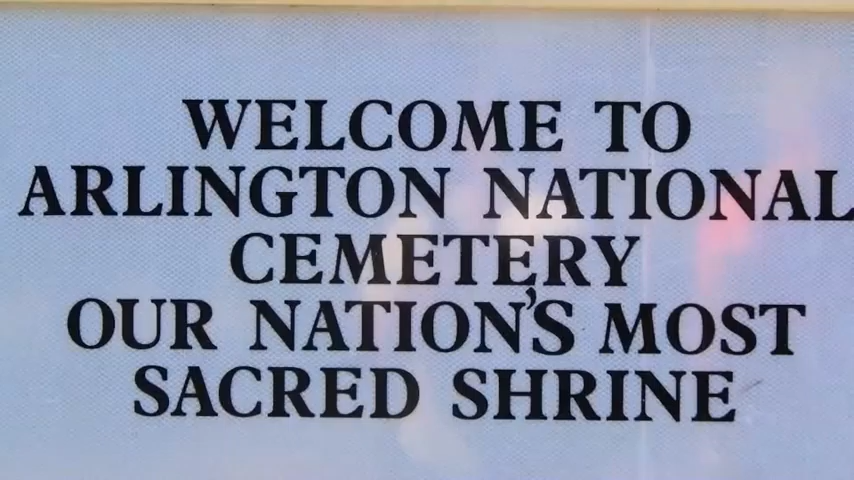 WELCOME TO
ARLINGTON NATIONAL
CEMETERY
OUR NATION'S MOST
SACRED SHRINE